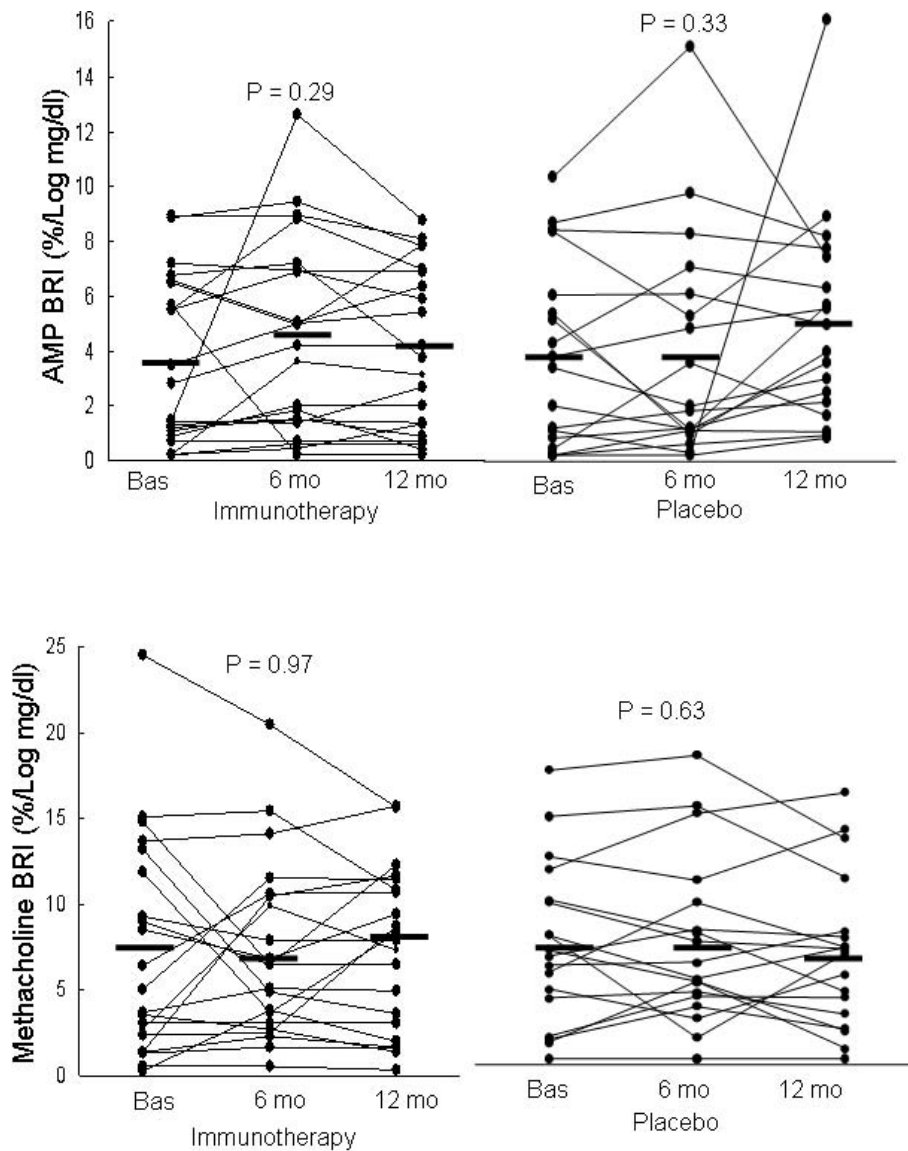 AMP BRI (%/Log mg/dl)
16
14
12
10
8
6
4
2
0
P = 0.29
P = 0.33
Bas 6 mo 12 mo
Immunotherapy
Bas 6 mo 12 mo
Placebo
Methacholine BRI (%/Log mg/dl)
25
20
15
10
5
0
P = 0.97
P = 0.63
Bas 6 mo 12 mo
Immunotherapy
Bas 6 mo 12 mo
Placebo